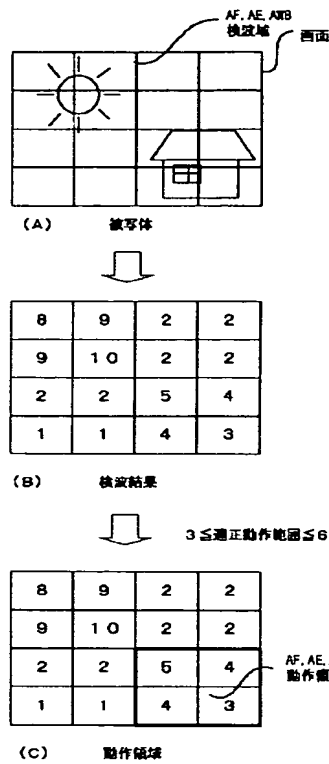 AF, AE, AWB
検波域
画面
(A) 被写体
8 9 2 2
9 10 2 2
2 2 5 4
1 1 4 3
(B) 検波結果
3≦適正動作範囲≦6
8 9 2 2
9 10 2 2
2 2 5 4
1 1 4 3
AF, AE,
動作領
(C) 動作領域